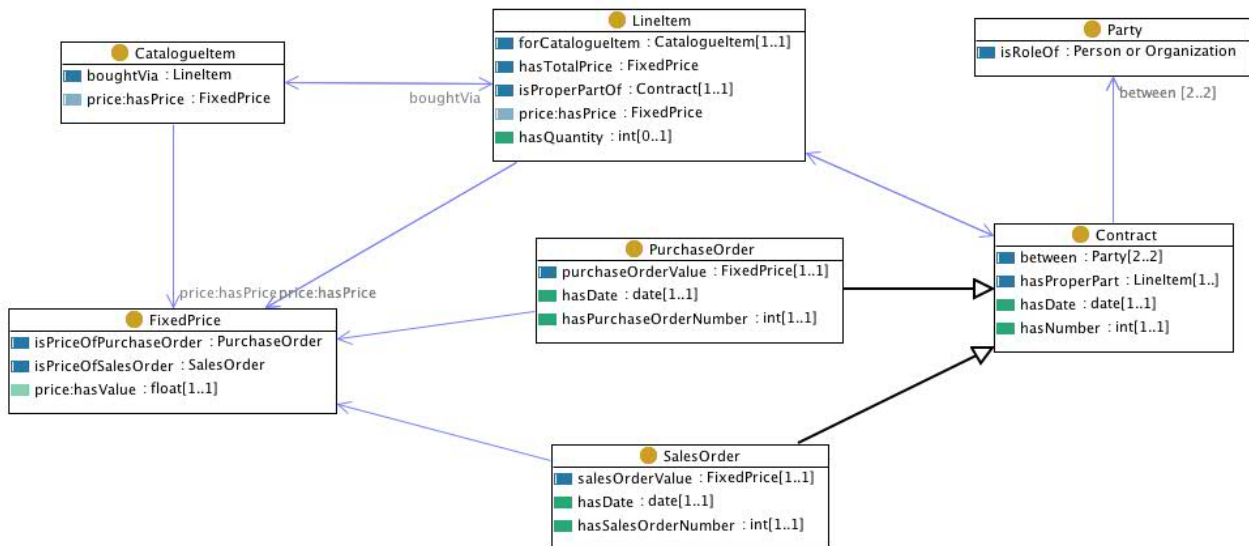 LineItem
forCatalogueItem : CatalogueItem[1..1]
hasTotalPrice : FixedPrice
isProperPartOf : Contract[1..1]
price:hasPrice : FixedPrice
hasQuantity : int[0..1]
Party
isRoleOf : Person or Organization
CatalogueItem
boughtVia : LineItem
price:hasPrice : FixedPrice
boughtVia
between [2..2]
Contract
between : Party[2..2]
hasProperPart : LineItem[1..]
hasDate : date[1..1]
hasNumber : int[1..1]
PurchaseOrder
purchaseOrderValue : FixedPrice[1..1]
hasDate : date[1..1]
hasPurchaseOrderNumber : int[1..1]
price:hasPrice
price:hasPrice
FixedPrice
isPriceOfPurchaseOrder : PurchaseOrder
isPriceOfSalesOrder : SalesOrder
price:hasValue : float[1..1]
SalesOrder
salesOrderValue : FixedPrice[1..1]
hasDate : date[1..1]
hasSalesOrderNumber : int[1..1]